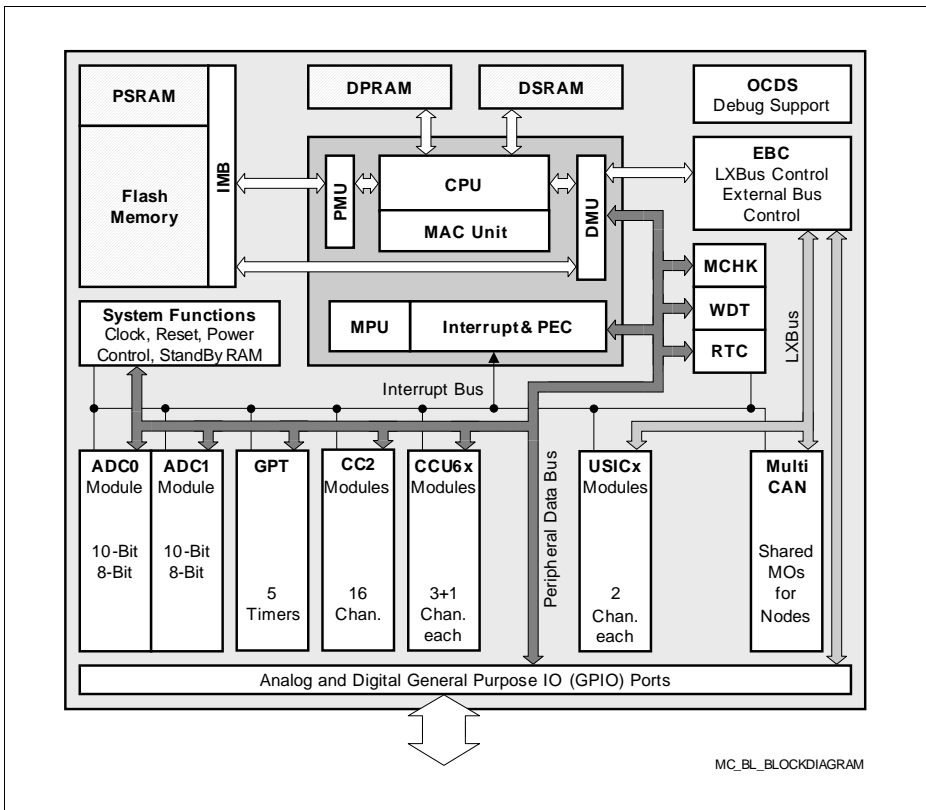 PSRAM
Flash
Memory
IMB
DPRAM
DSRAM
OCDS
Debug Support
PMU
CPU
MAC Unit
DMU
EBC
LXBus Control
External Bus
Control
MCHK
WDT
RTC
LXBus
System Functions
Clock, Reset, Power
Control, StandBy RAM
MPU
Interrupt & PEC
Interrupt Bus
ADC0
Module
10-Bit
8-Bit
ADC1
Module
10-Bit
8-Bit
GPT
5
Timers
CC2
Modules
16
Chan.
CCU6x
Modules
3+1
Chan.
each
Peripheral Data Bus
USICx
Modules
2
Chan.
each
Multi
CAN
Shared
MOs
for
Nodes
Analog and Digital General Purpose IO (GPIO) Ports
MC_BL_BLOCKDIAGRAM